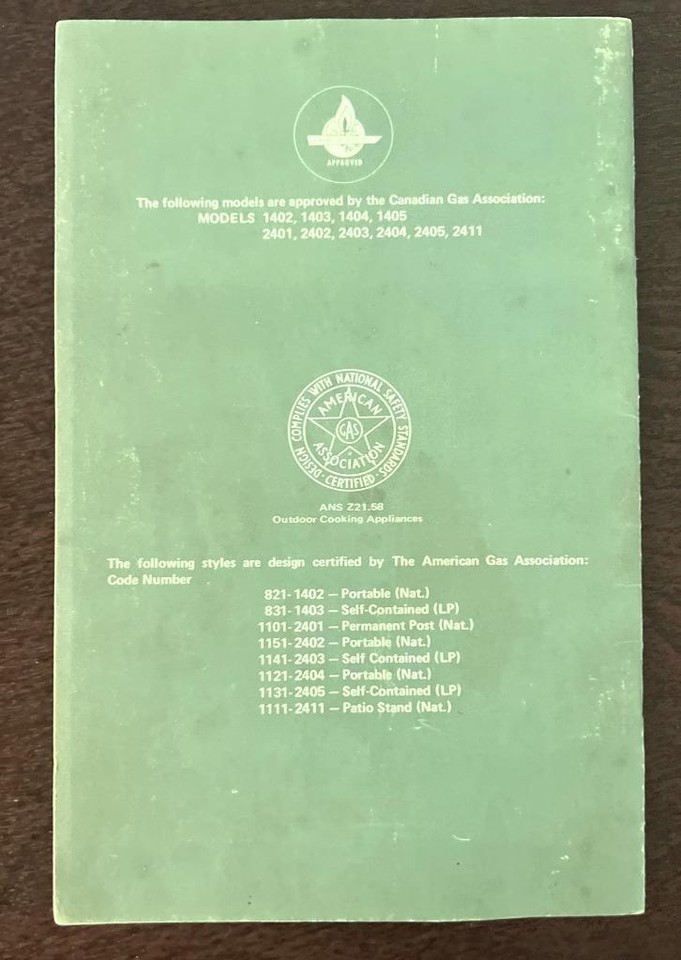 APPROVED
The following models are approved by the Canadian Gas Association:
MODELS 1402, 1403, 1404, 1405
2401, 2402, 2403, 2404, 2405, 2411
DESIGN COMPLIES WITH NATIONAL SAFETY STANDARDS
· CERTIFIED ·
AMERICAN
GAS
ASSOCIATION
ANS Z21.58
Outdoor Cooking Appliances
The following styles are design certified by The American Gas Association:
Code Number
821-1402 — Portable (Nat.)
831-1403 — Self-Contained (LP)
1101-2401 — Permanent Post (Nat.)
1151-2402 — Portable (Nat.)
1141-2403 — Self Contained (LP)
1121-2404 — Portable (Nat.)
1131-2405 — Self-Contained (LP)
1111-2411 — Patio Stand (Nat.)